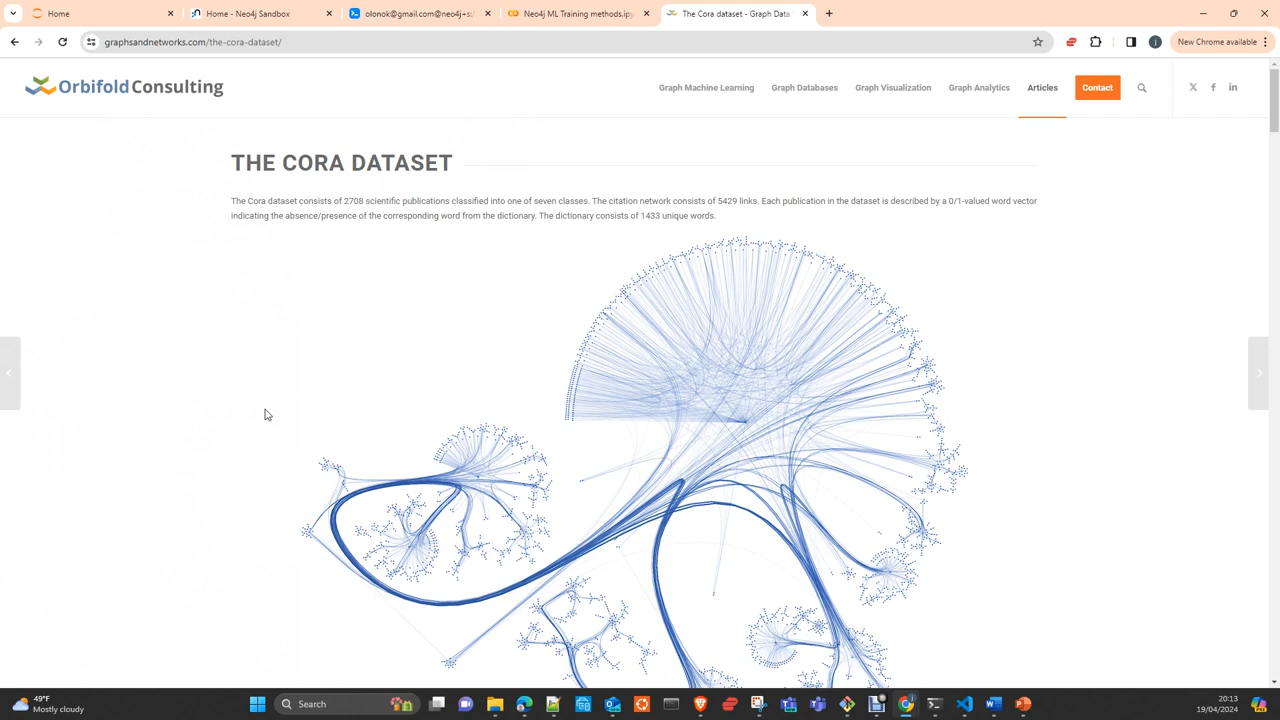 Home
Home - Neo4j Sandbox
olonok@gmail.com@neo4j+s:/
Neo4j ML Training methods.ipy
The Cora dataset - Graph Data
graphsandnetworks.com/the-cora-dataset/
New Chrome available
Orbifold Consulting
Graph Machine Learning
Graph Databases
Graph Visualization
Graph Analytics
Articles
Contact
THE CORA DATASET
The Cora dataset consists of 2708 scientific publications classified into one of seven classes. The citation network consists of 5429 links. Each publication in the dataset is described by a 0/1-valued word vector
indicating the absence/presence of the corresponding word from the dictionary. The dictionary consists of 1433 unique words.
49°F
Mostly cloudy
Search
20:13
19/04/2024